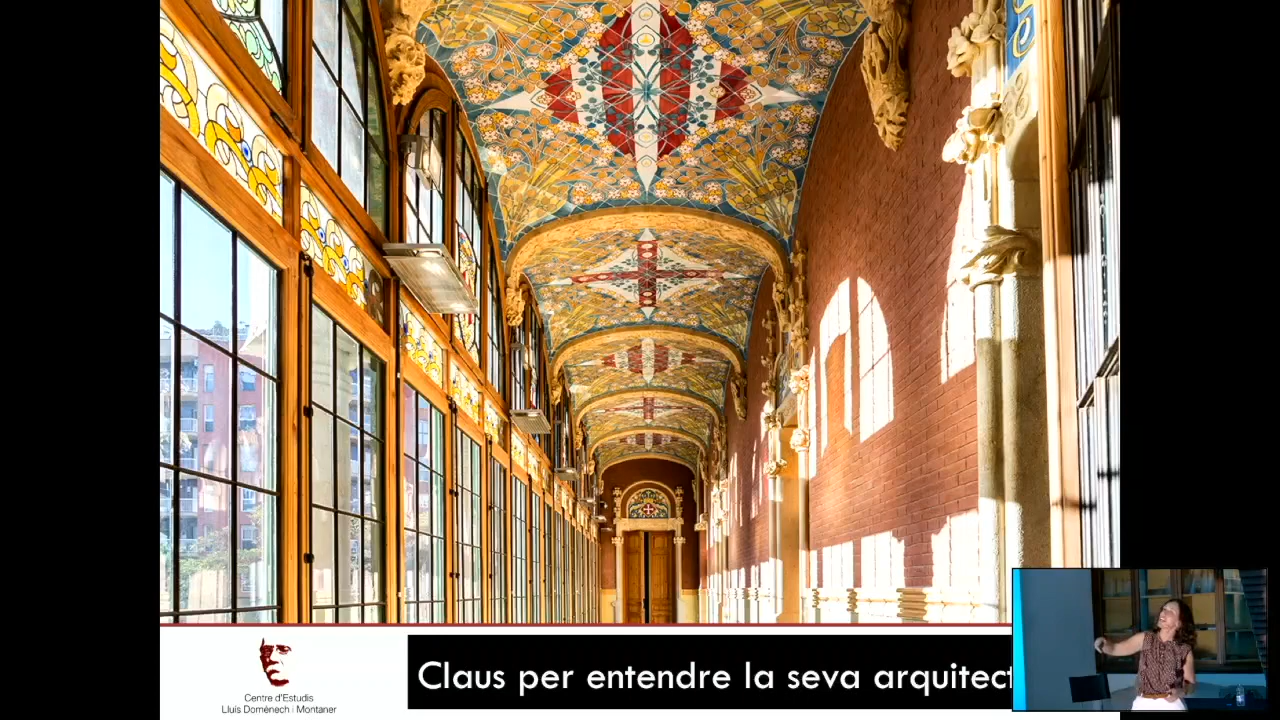 Centre d'Estudis
Lluís Domènech i Montaner
Claus per entendre la seva arquitect